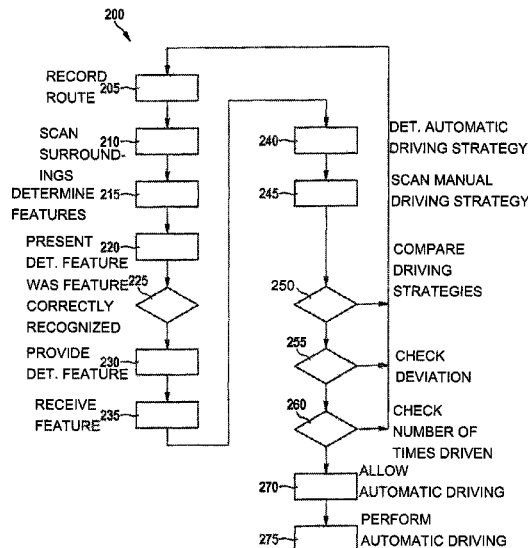 200
RECORD
ROUTE
205
SCAN
SURROUND-
INGS
210
DETERMINE
FEATURES
215
PRESENT
DET. FEATURE
220
WAS FEATURE
CORRECTLY
RECOGNIZED
225
PROVIDE
DET. FEATURE
230
RECEIVE
FEATURE
235
240
DET. AUTOMATIC
DRIVING STRATEGY
245
SCAN MANUAL
DRIVING STRATEGY
250
COMPARE
DRIVING
STRATEGIES
255
CHECK
DEVIATION
260
CHECK
NUMBER OF
TIMES DRIVEN
270
ALLOW
AUTOMATIC DRIVING
275
PERFORM
AUTOMATIC DRIVING